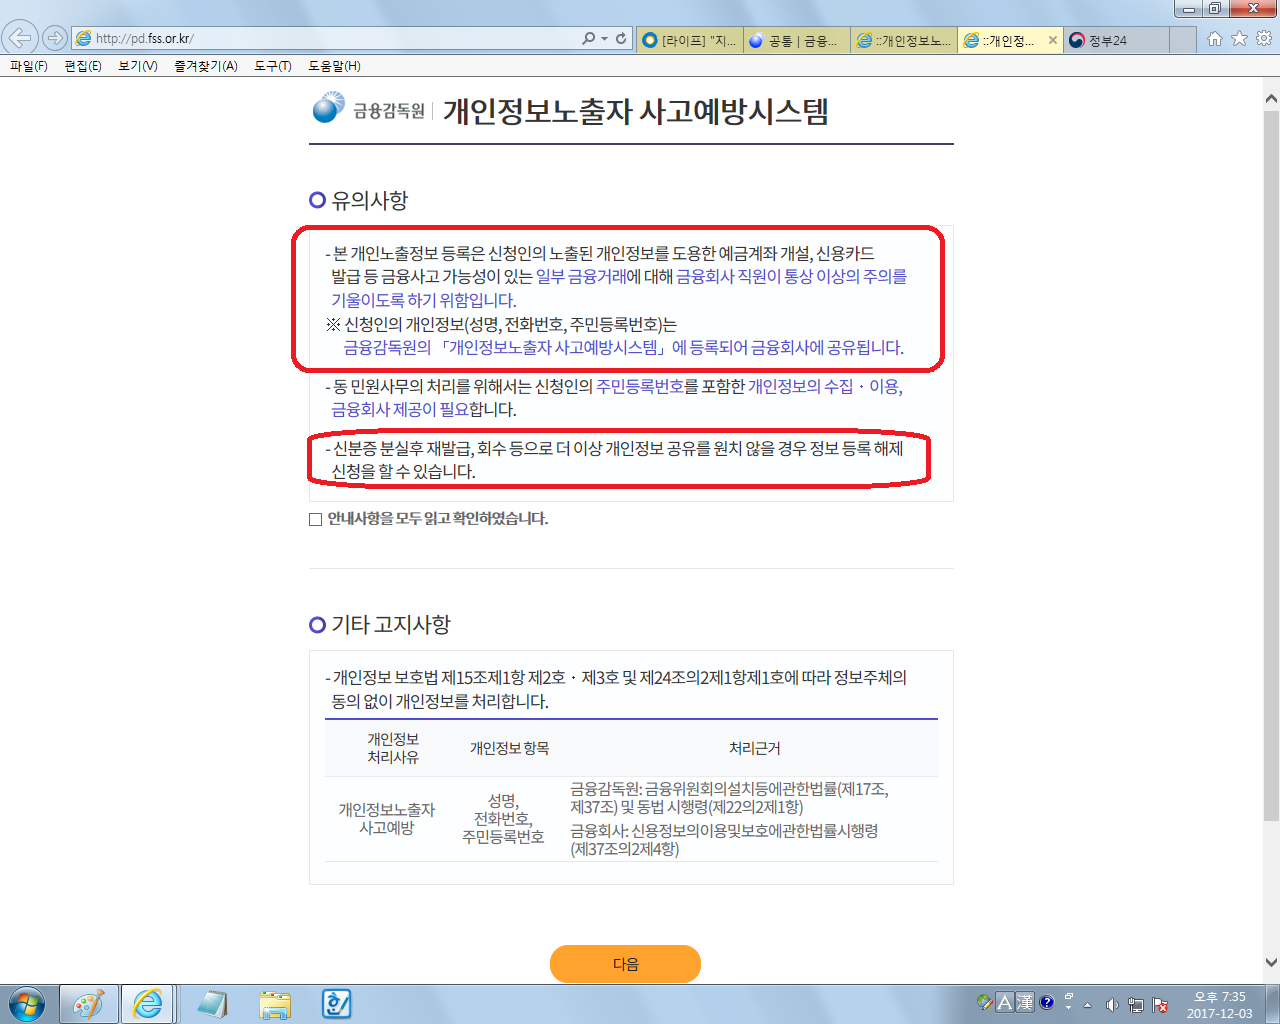 http://pd.fss.or.kr/
[라이프] "지...
공통 | 금융...
::개인정보노...
::개인정...
정부24
파일(F) 편집(E) 보기(V) 즐겨찾기(A) 도구(T) 도움말(H)
금융감독원 개인정보노출자 사고예방시스템
유의사항
- 본 개인노출정보 등록은 신청인의 노출된 개인정보를 도용한 예금계좌 개설, 신용카드
발급 등 금융사고 가능성이 있는 일부 금융거래에 대해 금융회사 직원이 통상 이상의 주의를
기울이도록 하기 위함입니다.
※ 신청인의 개인정보(성명, 전화번호, 주민등록번호)는
금융감독원의 「개인정보노출자 사고예방시스템」에 등록되어 금융회사에 공유됩니다.
- 동 민원사무의 처리를 위해서는 신청인의 주민등록번호를 포함한 개인정보의 수집ㆍ이용,
금융회사 제공이 필요합니다.
- 신분증 분실후 재발급, 회수 등으로 더 이상 개인정보 공유를 원치 않을 경우 정보 등록 해제
신청을 할 수 있습니다.
안내사항을 모두 읽고 확인하였습니다.
기타 고지사항
- 개인정보 보호법 제15조제1항 제2호ㆍ제3호 및 제24조의2제1항제1호에 따라 정보주체의
동의 없이 개인정보를 처리합니다.
개인정보
처리사유
개인정보 항목
처리근거
개인정보노출자
사고예방
성명,
전화번호,
주민등록번호
금융감독원: 금융위원회의설치등에관한법률(제17조,
제37조) 및 동법 시행령(제22의2제1항)
금융회사: 신용정보의이용및보호에관한법률시행령
(제37조의2제4항)
다음
A 漢
오후 7:35
2017-12-03